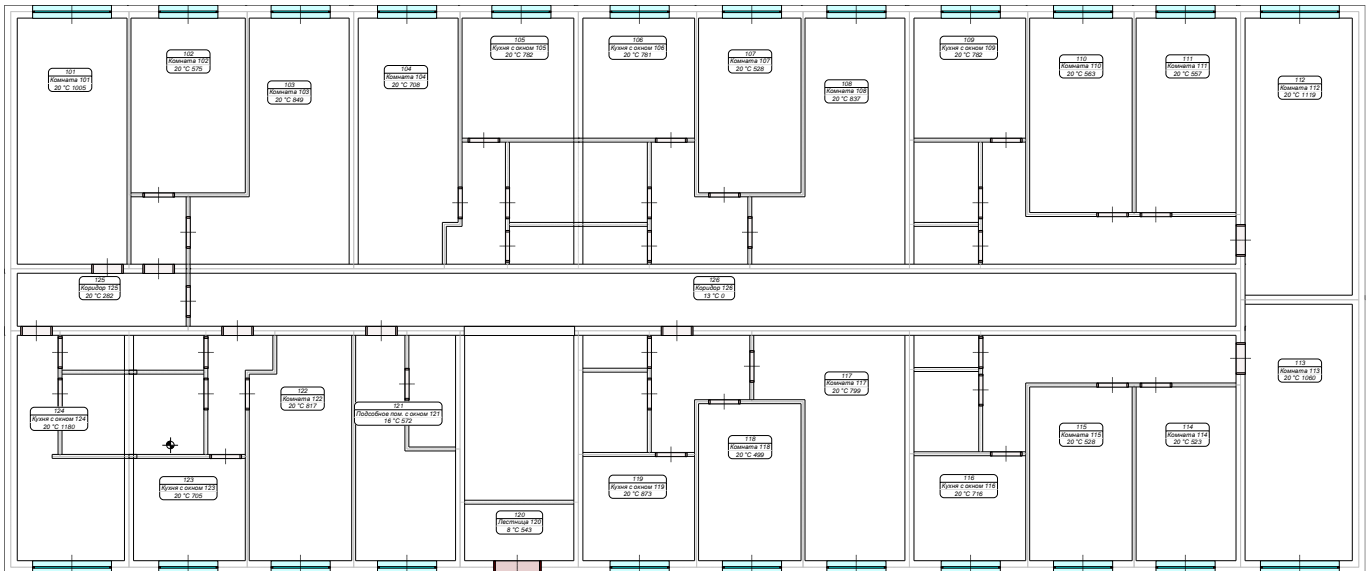 101
Комната 101
20 °C 1005
102
Комната 102
20 °C 575
103
Комната 103
20 °C 849
104
Комната 104
20 °C 708
105
Кухня с окном 105
20 °C 782
106
Кухня с окном 106
20 °C 781
107
Комната 107
20 °C 528
108
Комната 108
20 °C 837
109
Кухня с окном 109
20 °C 782
110
Комната 110
20 °C 563
111
Комната 111
20 °C 557
112
Комната 112
20 °C 1119
125
Коридор 125
20 °C 282
126
Коридор 126
13 °C 0
124
Кухня с окном 124
20 °C 1180
123
Кухня с окном 123
20 °C 705
122
Комната 122
20 °C 817
121
Подсобное пом. с окном 121
16 °C 572
120
Лестница 120
8 °C 543
119
Кухня с окном 119
20 °C 873
118
Комната 118
20 °C 499
117
Комната 117
20 °C 799
116
Кухня с окном 116
20 °C 716
115
Комната 115
20 °C 528
114
Комната 114
20 °C 523
113
Комната 113
20 °C 1060